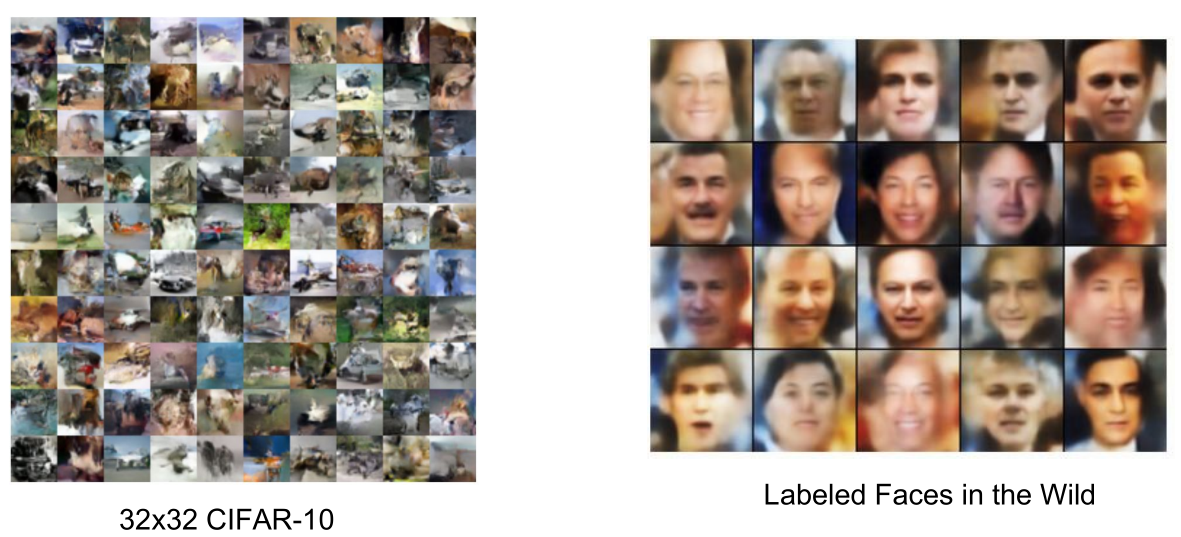 32x32 CIFAR-10
Labeled Faces in the Wild